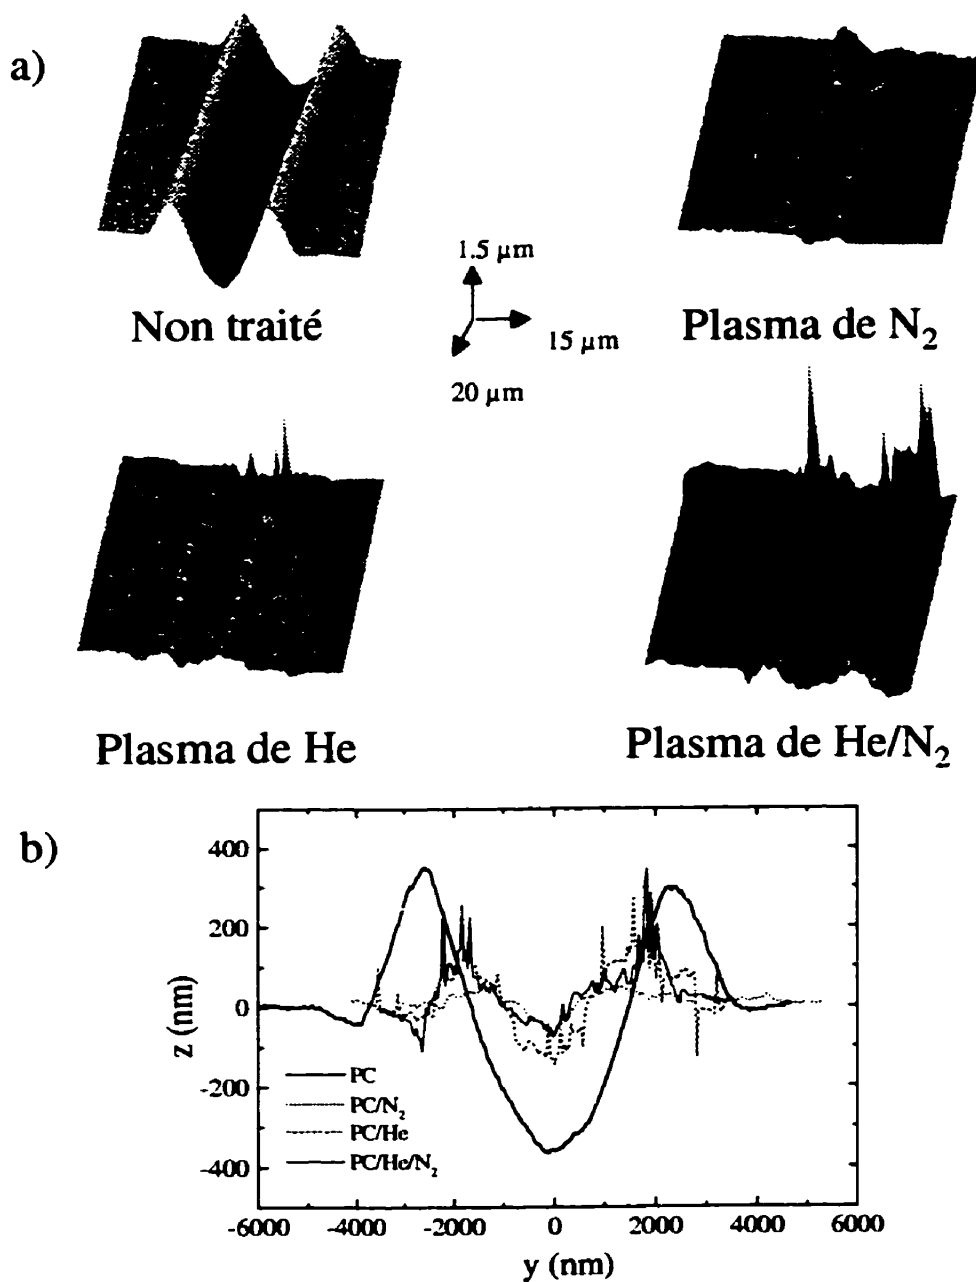 a)
1.5 µm
15 µm
20 µm
Non traité
Plasma de N₂
Plasma de He
Plasma de He/N₂
b)
400
200
0
-200
-400
z (nm)
PC
PC/N₂
PC/He
PC/He/N₂
-6000 -4000 -2000 0 2000 4000 6000
y (nm)